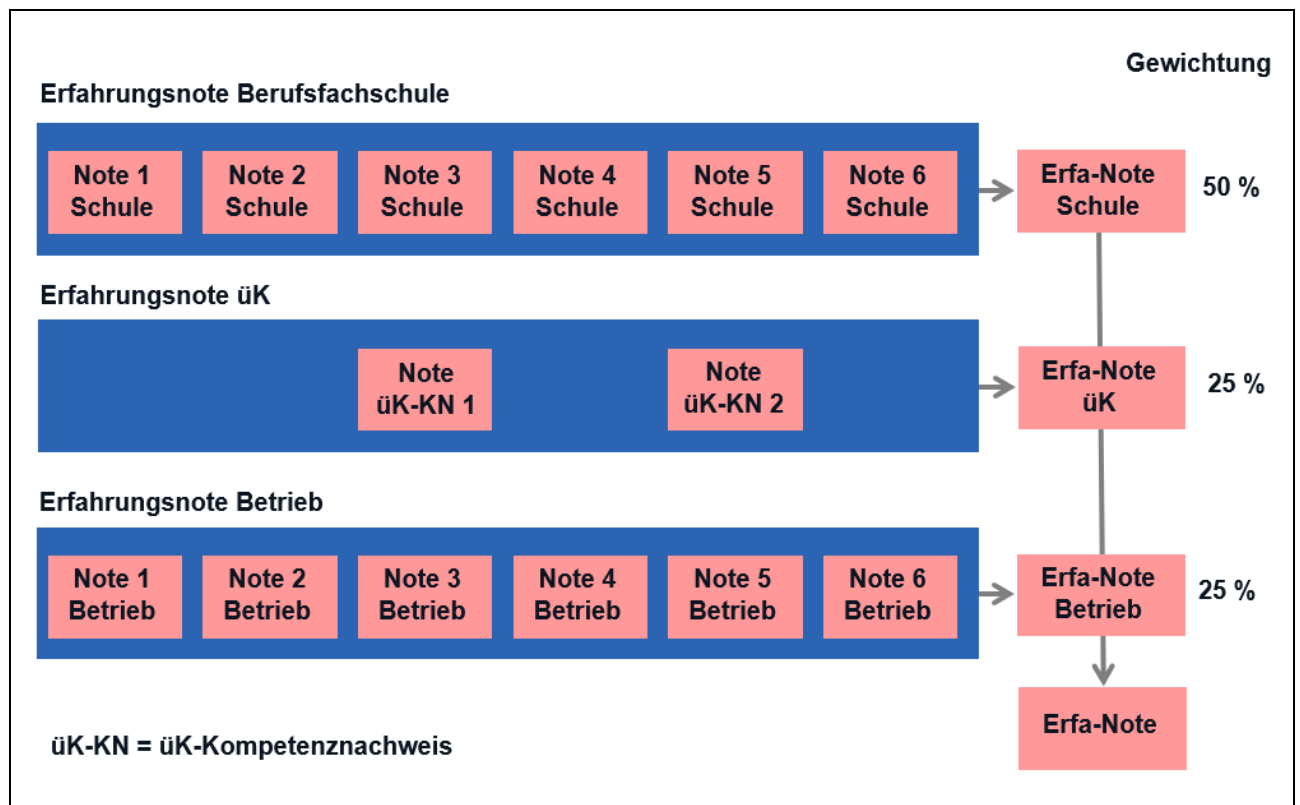 Gewichtung
Erfahrungsnote Berufsfachschule
Note 1 Note 2 Note 3 Note 4 Note 5 Note 6 Erfa-Note
Schule Schule Schule Schule Schule Schule Schule
50 %
Erfahrungsnote üK
Note Note Erfa-Note
üK-KN 1 üK-KN 2 üK
25 %
Erfahrungsnote Betrieb
Note 1 Note 2 Note 3 Note 4 Note 5 Note 6 Erfa-Note
Betrieb Betrieb Betrieb Betrieb Betrieb Betrieb Betrieb
25 %
Erfa-Note
üK-KN = üK-Kompetenznachweis